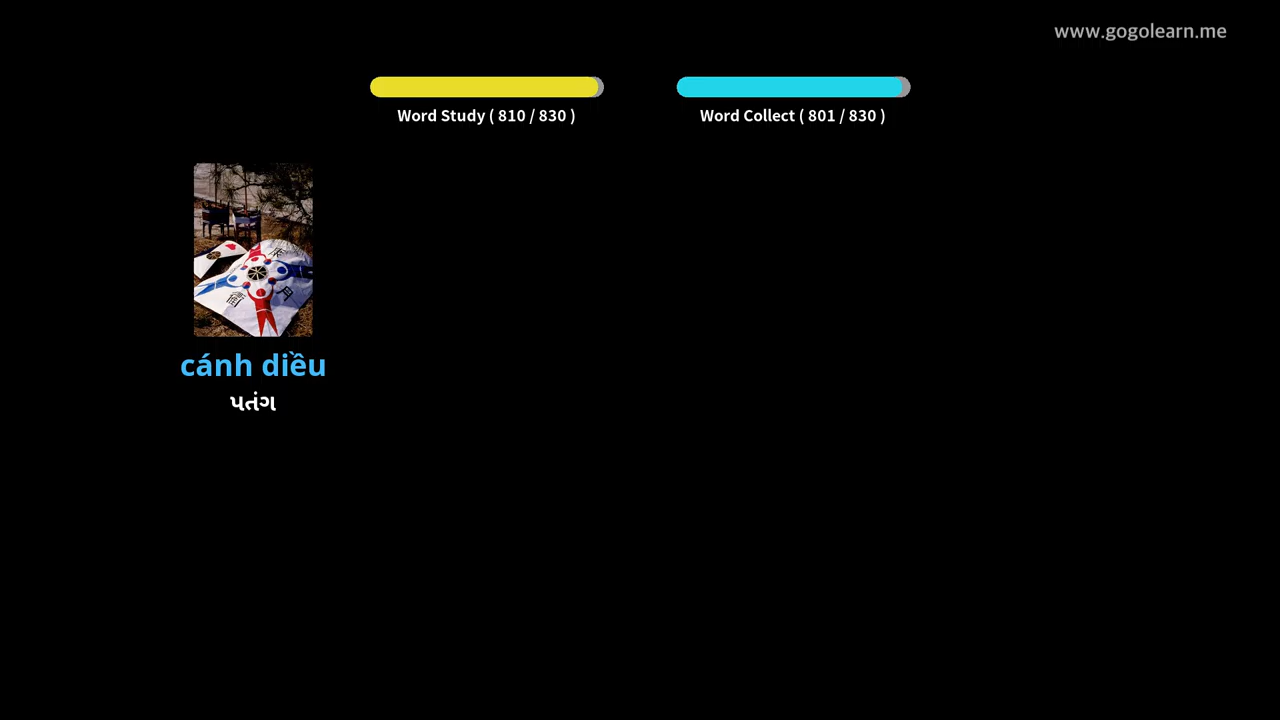 www.gogolearn.me
Word Study ( 810 / 830 )
Word Collect ( 801 / 830 )
cánh diều
પતંગ